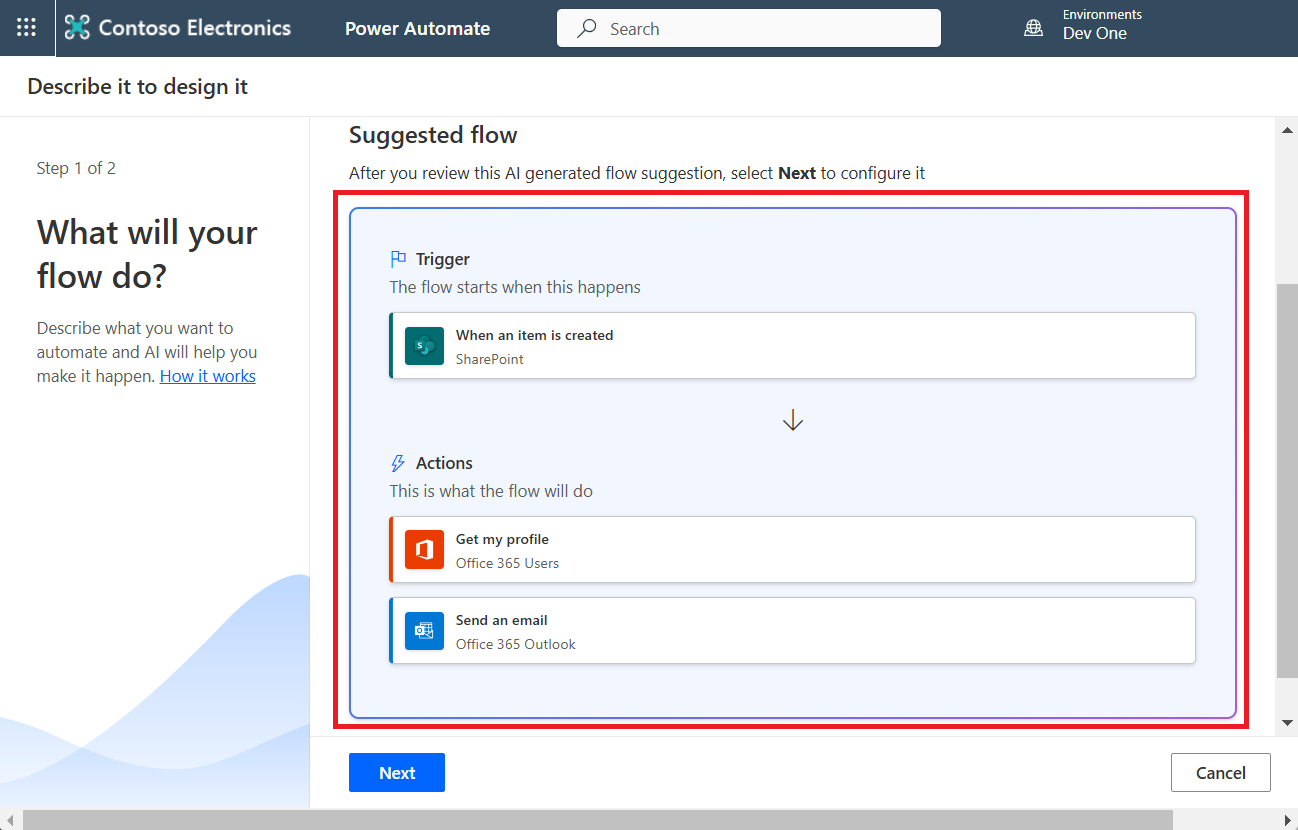 Contoso Electronics
Power Automate
Search
Environments
Dev One
Describe it to design it
Step 1 of 2
What will your
flow do?
Describe what you want to
automate and AI will help you
make it happen. How it works
Suggested flow
After you review this AI generated flow suggestion, select Next to configure it
Trigger
The flow starts when this happens
S
When an item is created
SharePoint
Actions
This is what the flow will do
Get my profile
Office 365 Users
Send an email
Office 365 Outlook
Next
Cancel